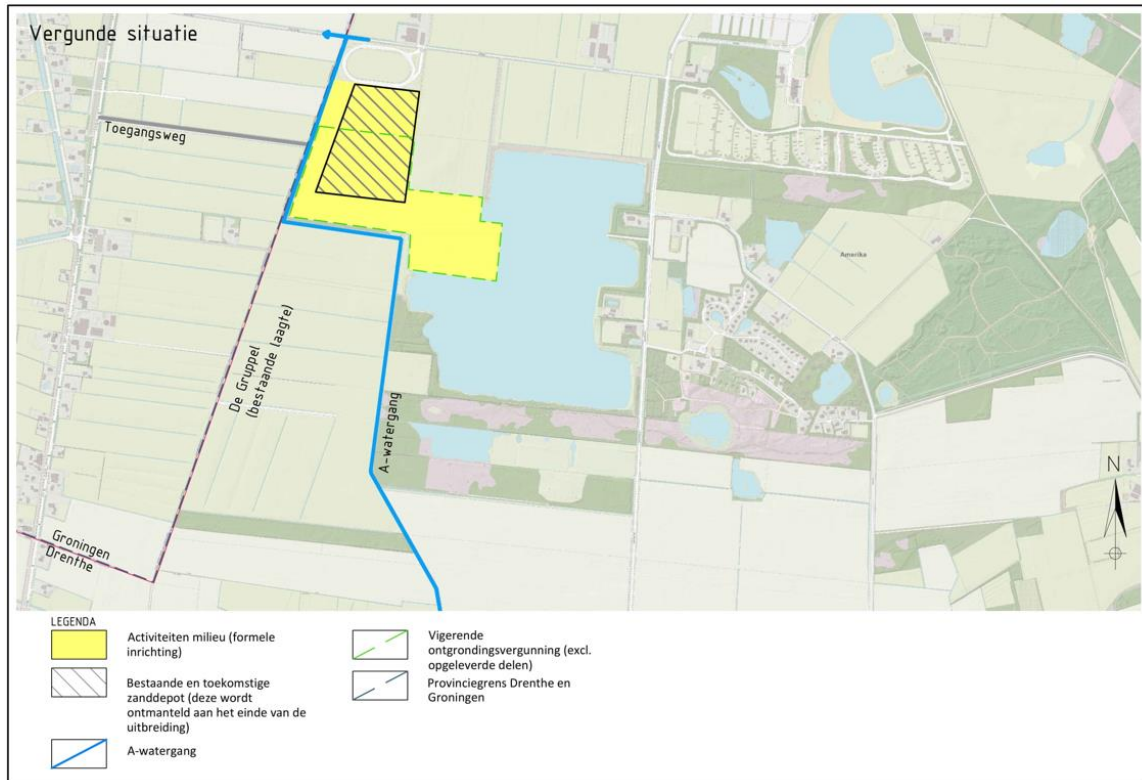 Vergunde situatie
Toegangsweg
Amerika
De Gruppel
(bestaande laagte)
A-watergang
N
Groningen
Drenthe
LEGENDA
Activiteiten milieu (formele
inrichting)
Bestaande en toekomstige
zanddepot (deze wordt
ontmanteld aan het einde van de
uitbreiding)
A-watergang
Vigerende
ontgrondingsvergunning (excl.
opgeleverde delen)
Provinciegrens Drenthe en
Groningen